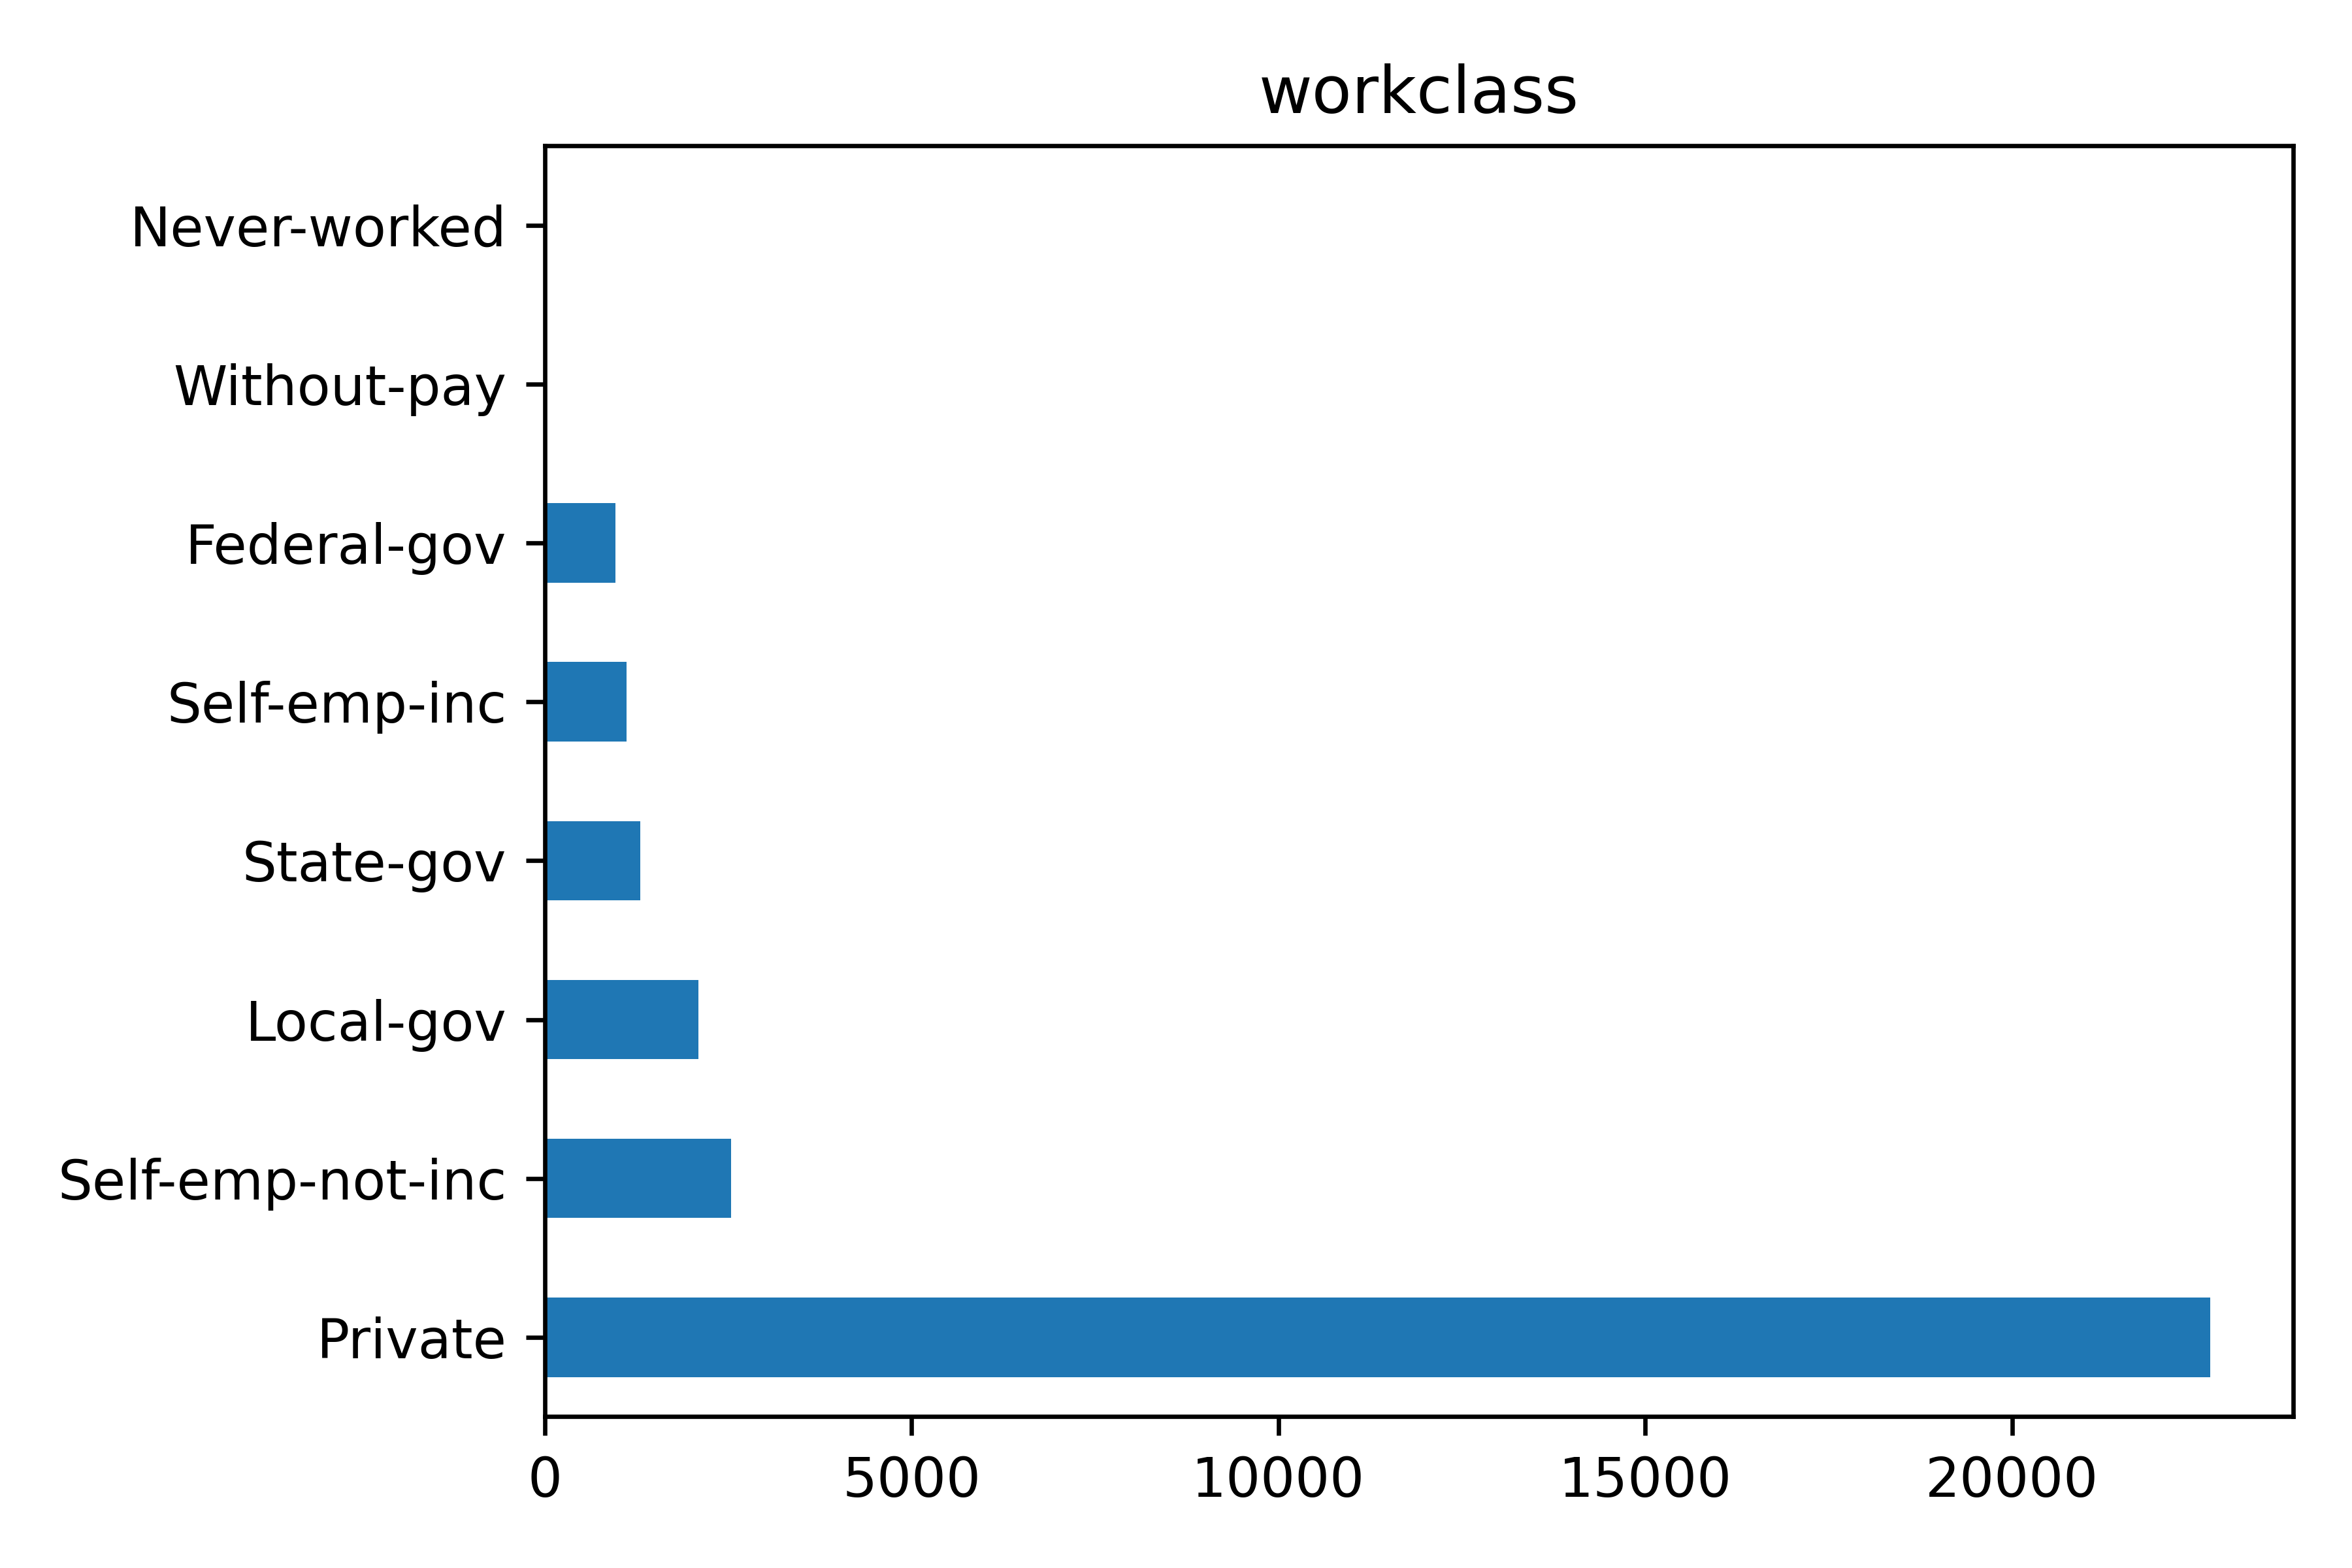 workclass
Never-worked
Without-pay
Federal-gov
Self-emp-inc
State-gov
Local-gov
Self-emp-not-inc
Private
0 5000 10000 15000 20000